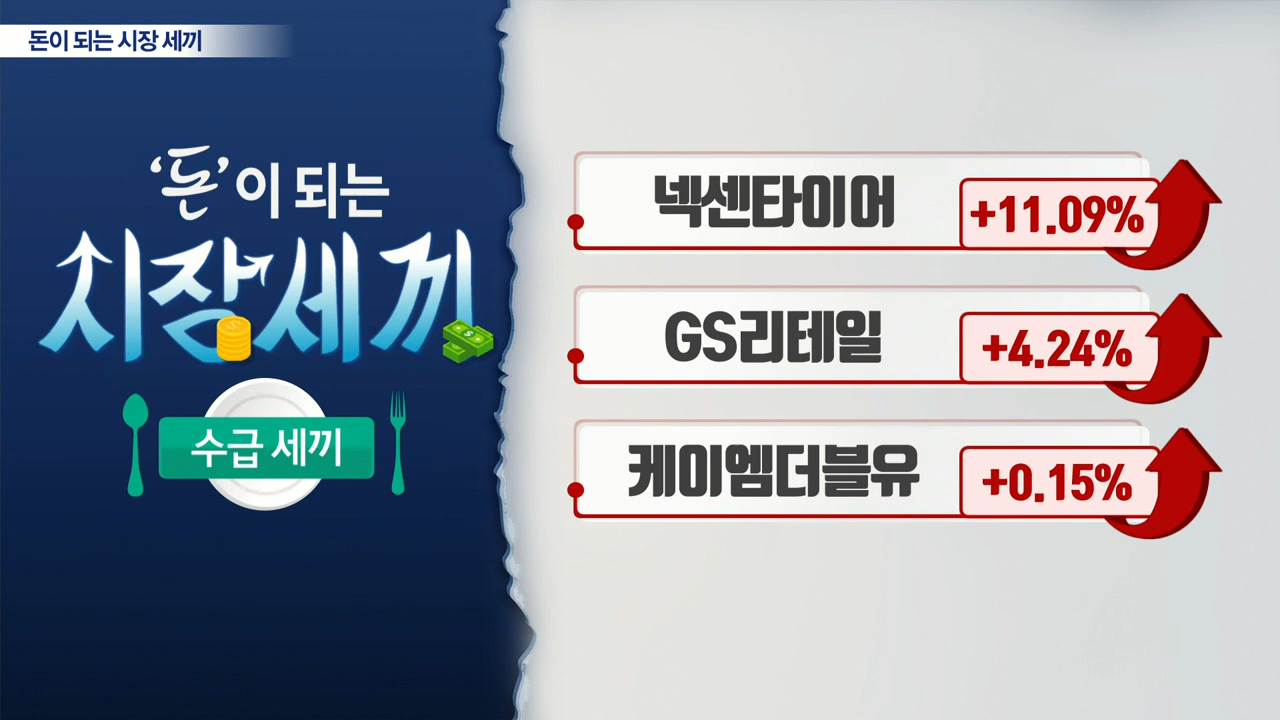 돈이 되는 시장 세끼
‘돈’이 되는
시장세끼
수급 세끼
넥센타이어
+11.09%
GS리테일
+4.24%
케이엠더블유
+0.15%